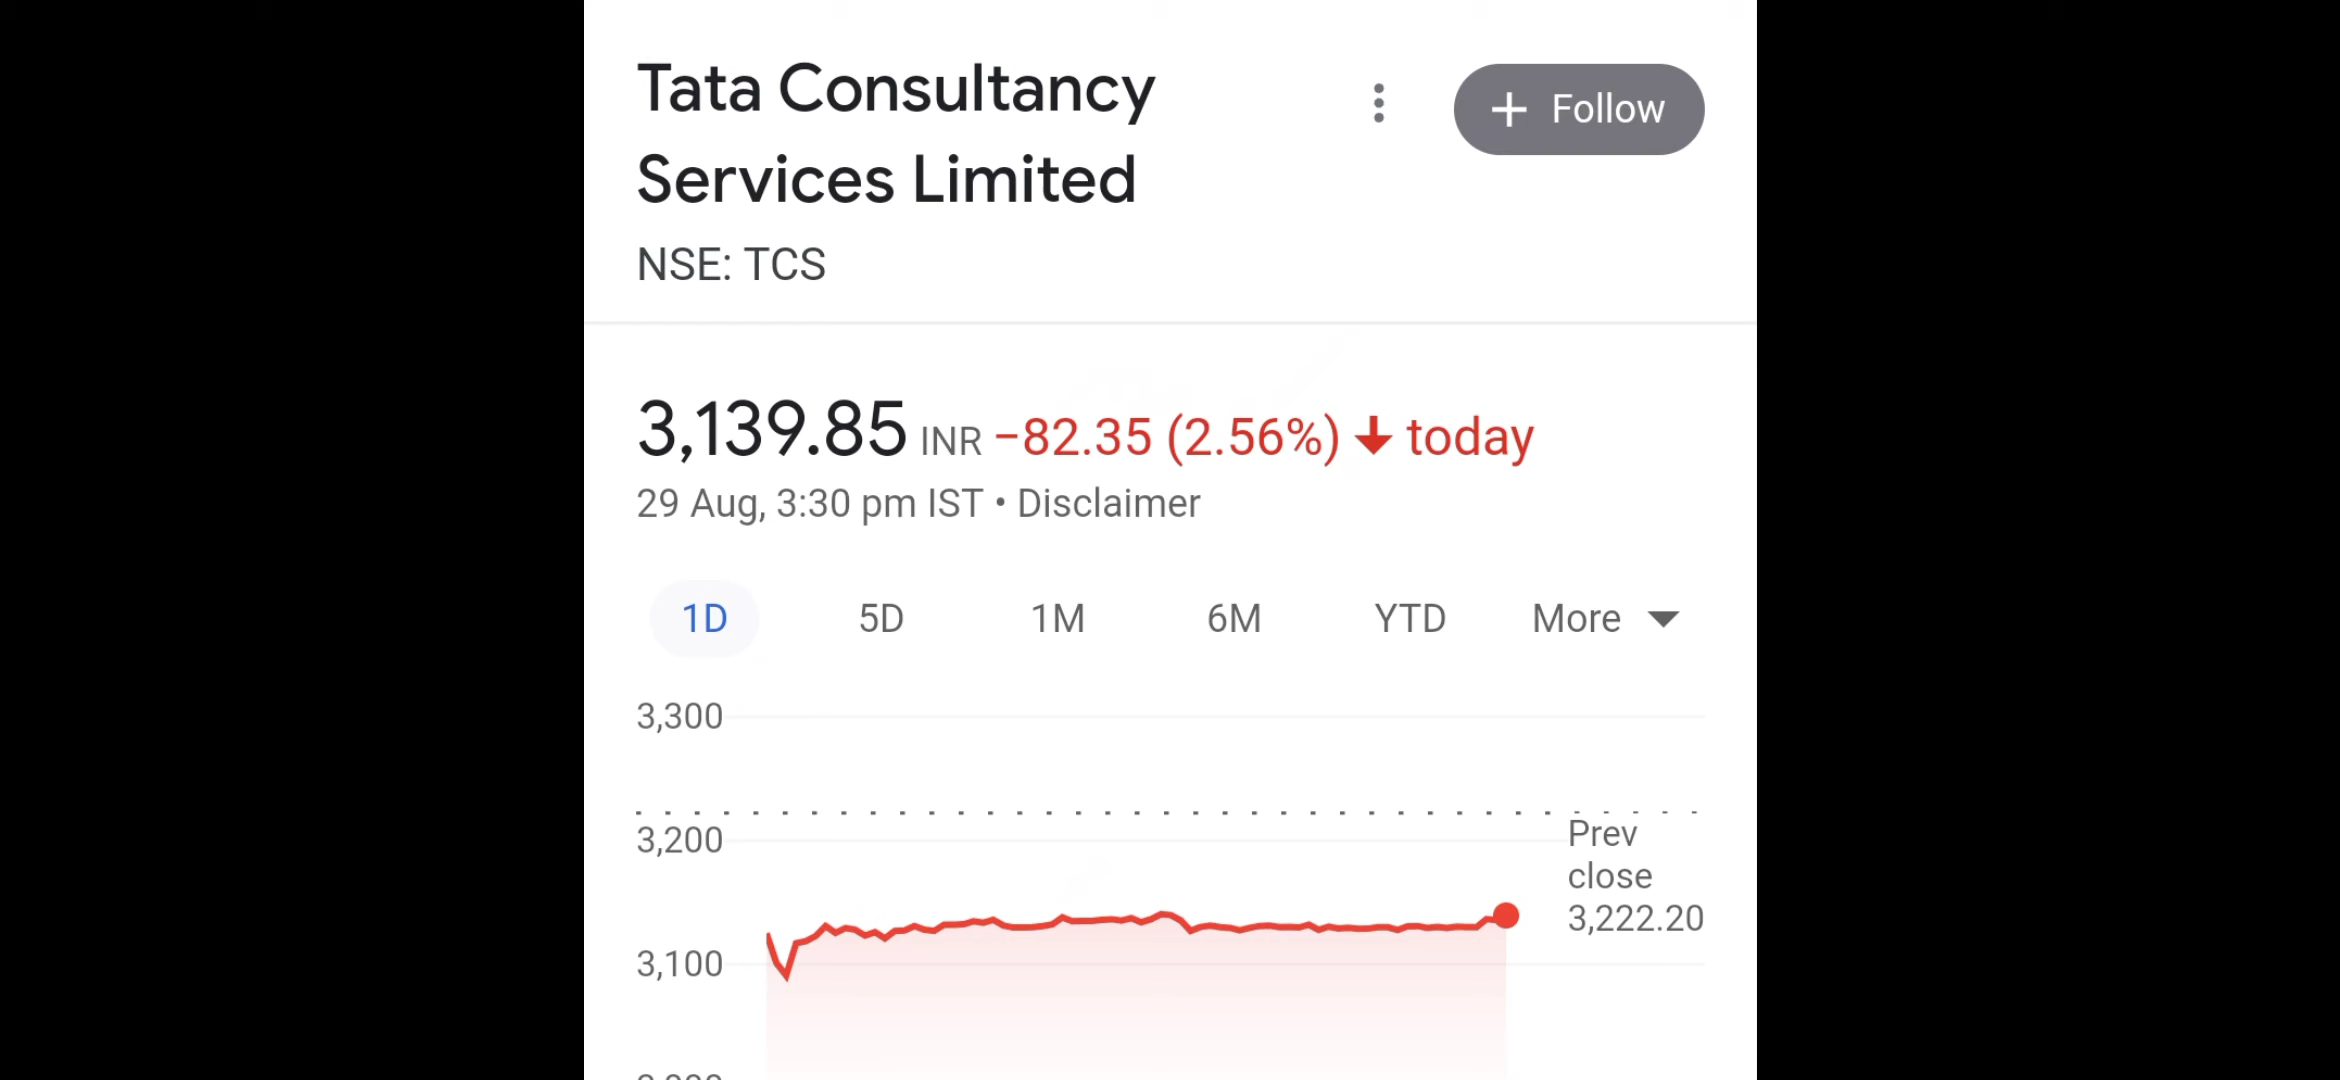 Tata Consultancy
Services Limited
Follow
NSE: TCS
3,139.85 INR −82.35 (2.56%) today
29 Aug, 3:30 pm IST • Disclaimer
1D 5D 1M 6M YTD More
3,300
3,200
Prev
close
3,222.20
3,100